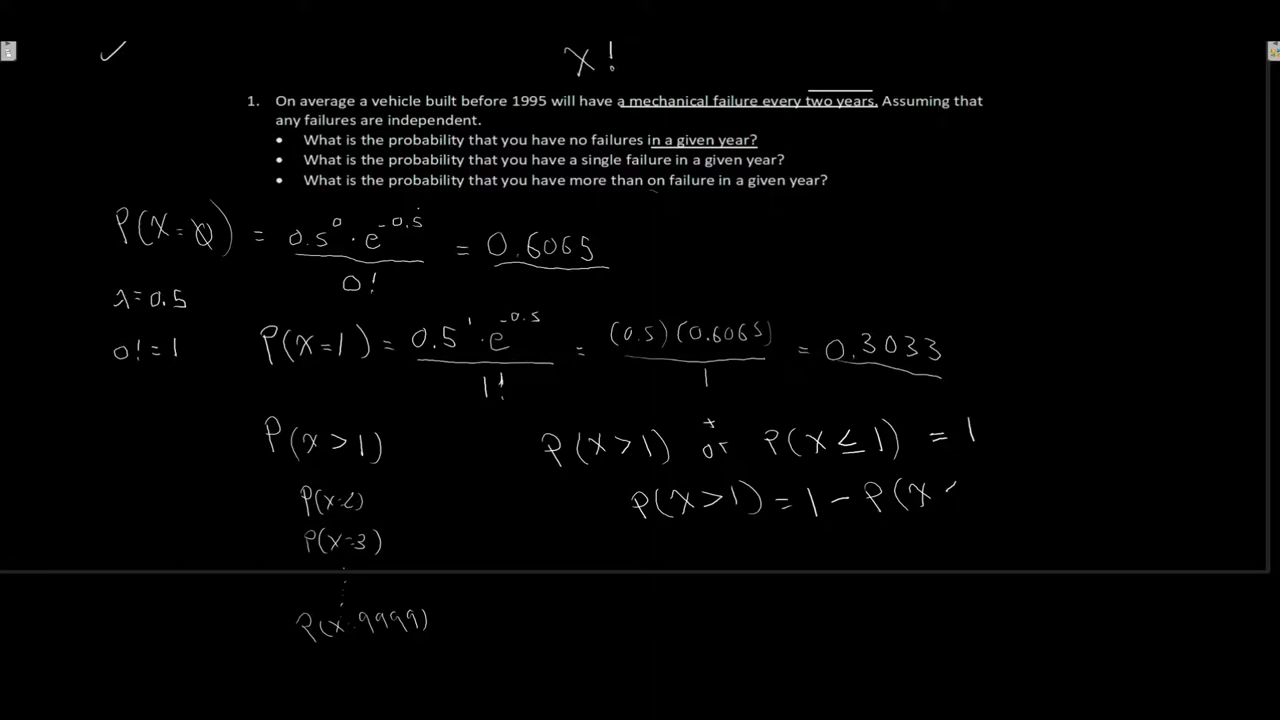 X!
1. On average a vehicle built before 1995 will have a mechanical failure every two years. Assuming that
any failures are independent.
• What is the probability that you have no failures in a given year?
• What is the probability that you have a single failure in a given year?
• What is the probability that you have more than on failure in a given year?
P(X=0) = 0.5^0 · e^-0.5 / 0! = 0.6065
λ=0.5
0!=1
P(X=1) = 0.5^1 · e^-0.5 / 1! = (0.5)(0.6065) / 1 = 0.3033
P(X>1)
P(X=2)
P(X=3)
P(X=9999)
P(X>1) + or P(X≤1) = 1
P(X>1) = 1 - P(X